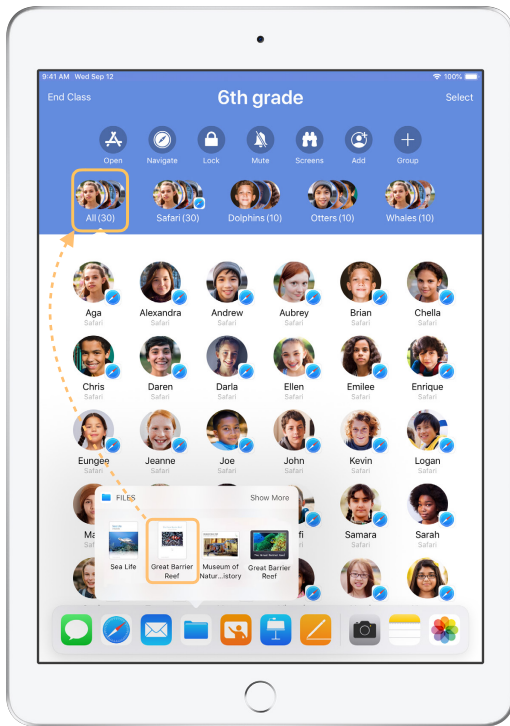 9:41 AM Wed Sep 12
100%
End Class
6th grade
Select
Open
Navigate
Lock
Mute
Screens
Add
Group
All (30)
Safari (30)
Dolphins (10)
Otters (10)
Whales (10)
Aga
Alexandra
Andrew
Aubrey
Brian
Chella
Safari
Safari
Safari
Safari
Safari
Safari
Chris
Daren
Darla
Ellen
Emilee
Enrique
Safari
Safari
Safari
Safari
Safari
Safari
Eungee
Jeanne
Joe
John
Kevin
Logan
Safari
Safari
Safari
Safari
Safari
Safari
FILES
Show More
Ma
fi
Samara
Sarah
Safari
Safari
Sea Life
Great Barrier
Reef
Museum of
Natur...istory
Great Barrier
Reef